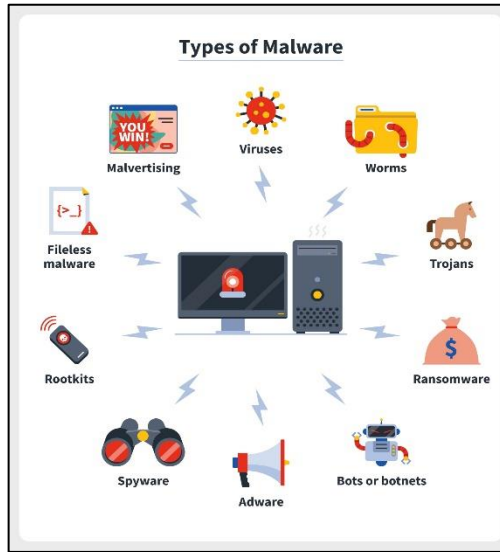 Types of Malware
YOU
WIN!
Malvertising
Viruses
Worms
{>_}
Fileless
malware
Trojans
Rootkits
$
Ransomware
Spyware
Adware
Bots or botnets